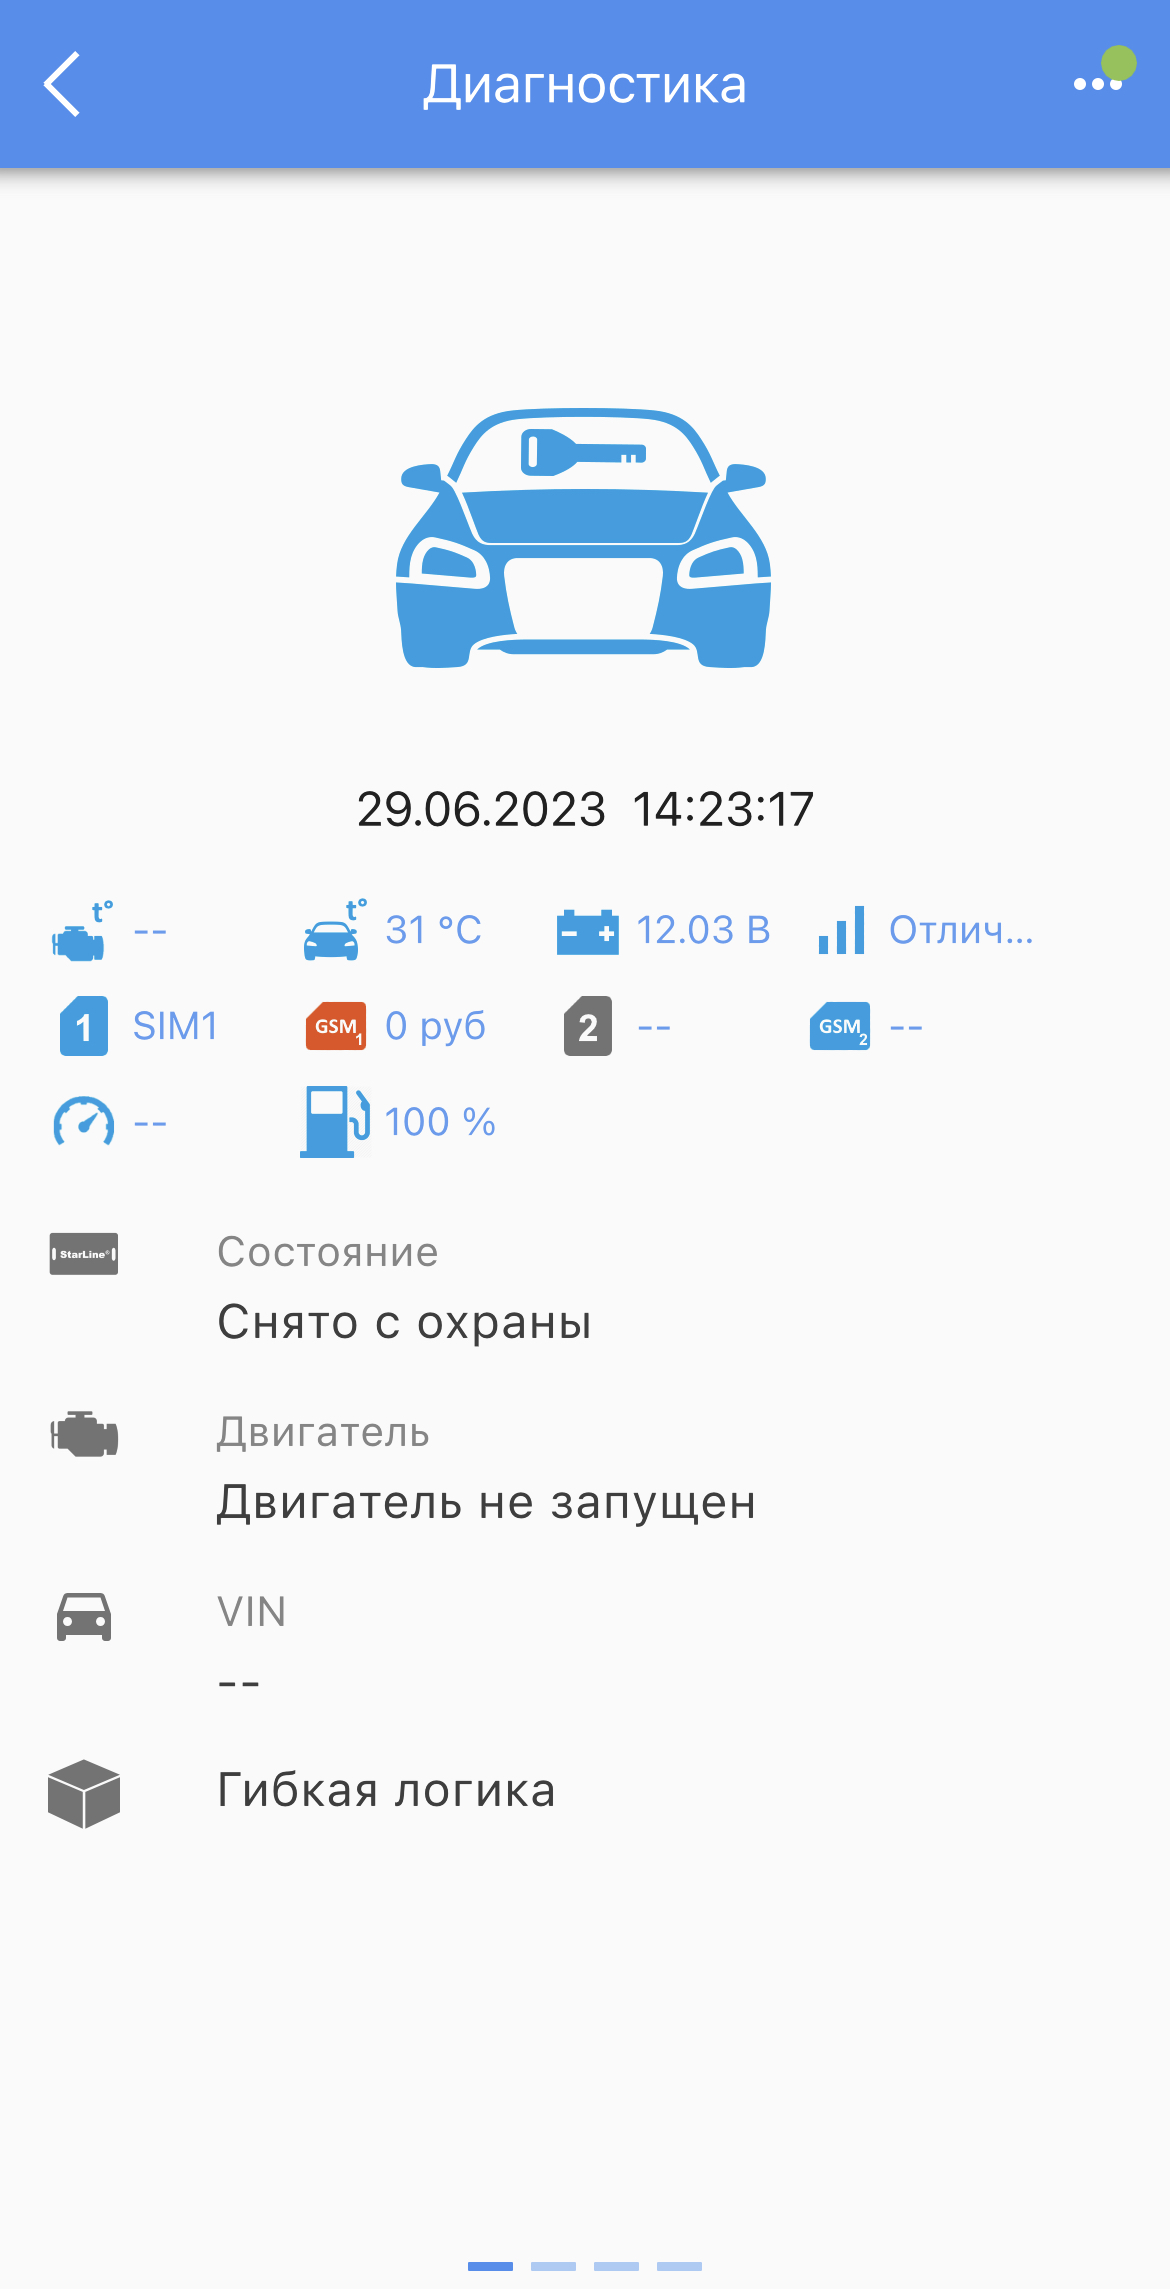 Диагностика
29.06.2023 14:23:17
t° -- t° 31 °C 12.03 В Отлич...
1 SIM1 GSM1 0 руб 2 -- GSM2 --
-- 100 %
StarLine® Состояние
Снято с охраны
Двигатель
Двигатель не запущен
VIN
--
Гибкая логика